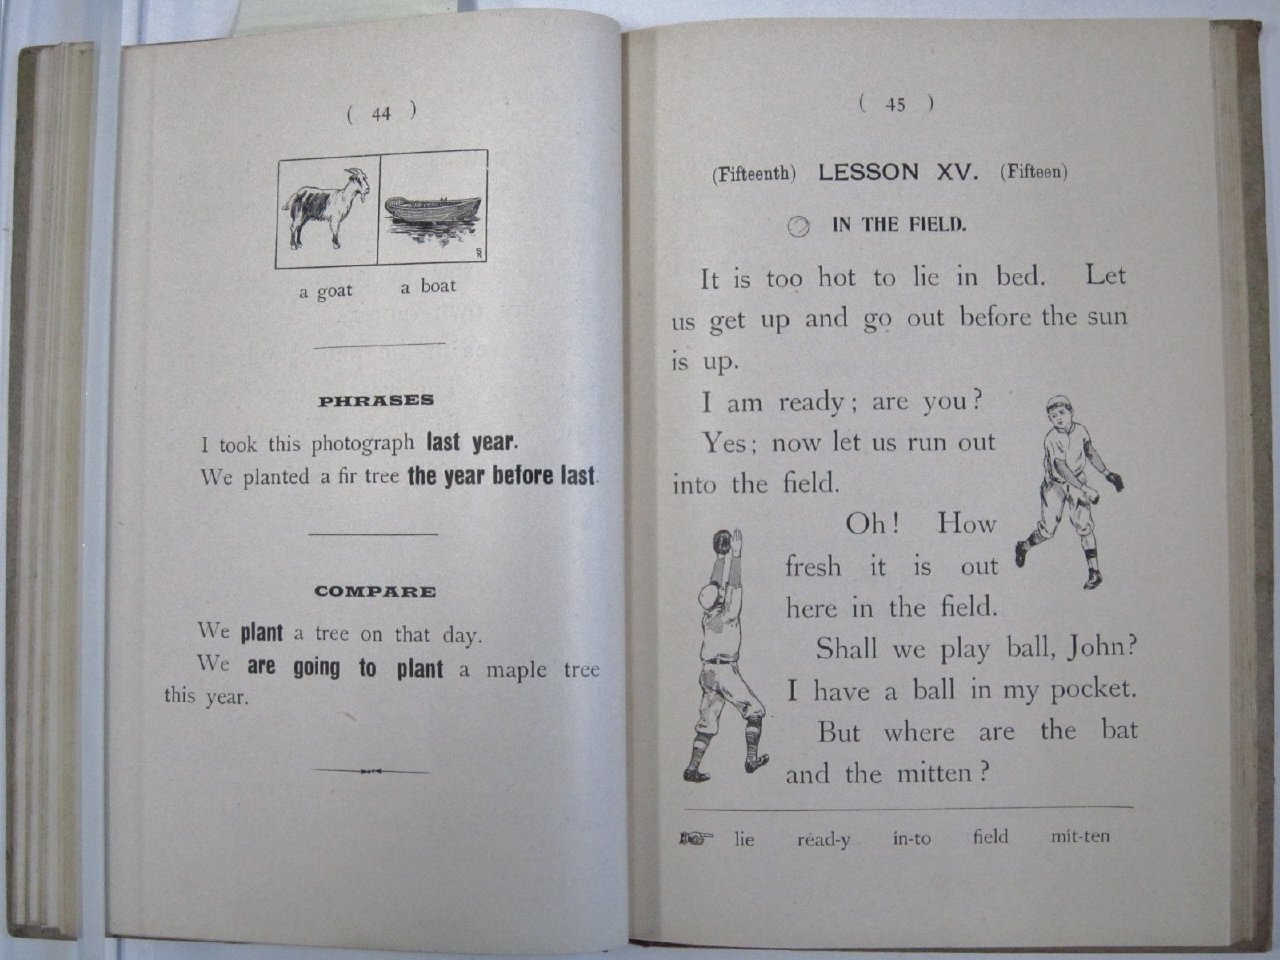 ( 44 )
a goat a boat
PHRASES
I took this photograph last year.
We planted a fir tree the year before last.
COMPARE
We plant a tree on that day.
We are going to plant a maple tree
this year.
( 45 )
(Fifteenth) LESSON XV. (Fifteen)
IN THE FIELD.
It is too hot to lie in bed. Let
us get up and go out before the sun
is up.
I am ready; are you?
Yes; now let us run out
into the field.
Oh! How
fresh it is out
here in the field.
Shall we play ball, John?
I have a ball in my pocket.
But where are the bat
and the mitten?
lie réad-y in-to field mit-ten